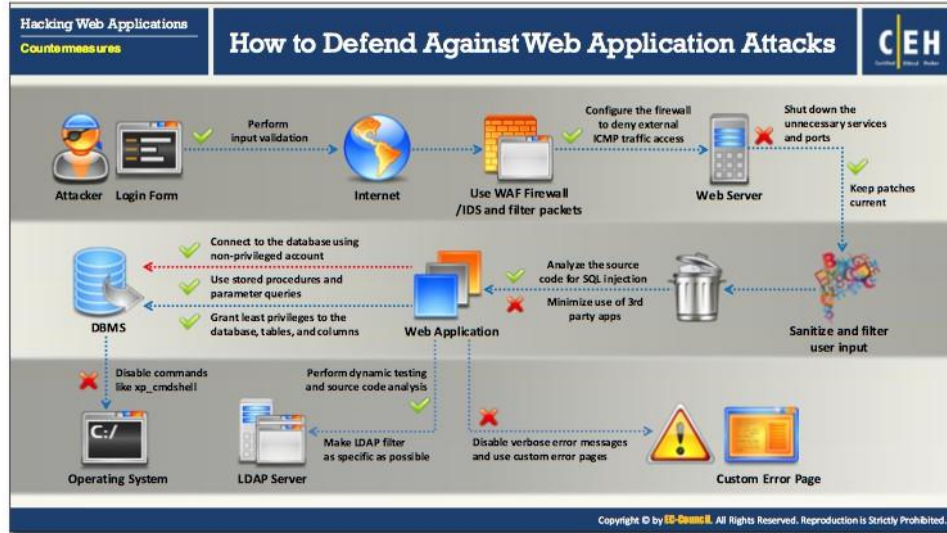 Hacking Web Applications
Countermeasures
How to Defend Against Web Application Attacks
C|EH
Certified Ethical Hacker
Perform
input validation
Configure the firewall
to deny external
ICMP traffic access
Shut down the
unnecessary services
and ports
Attacker
Login Form
Internet
Use WAF Firewall
/IDS and filter packets
Web Server
Keep patches
current
Connect to the database using
non-privileged account
Use stored procedures and
parameter queries
Grant least privileges to the
database, tables, and columns
DBMS
Web Application
Analyze the source
code for SQL injection
Minimize use of 3rd
party apps
Sanitize and filter
user input
Disable commands
like xp_cmdshell
Perform dynamic testing
and source code analysis
C:/
Make LDAP filter
as specific as possible
Disable verbose error messages
and use custom error pages
Operating System
LDAP Server
Custom Error Page
Copyright © by EC-Council. All Rights Reserved. Reproduction is Strictly Prohibited.